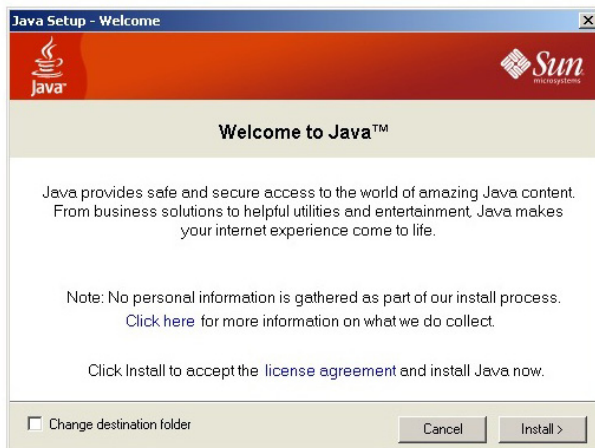 Java Setup - Welcome
Java™
Sun
microsystems
Welcome to Java™
Java provides safe and secure access to the world of amazing Java content.
From business solutions to helpful utilities and entertainment, Java makes
your internet experience come to life.
Note: No personal information is gathered as part of our install process.
Click here for more information on what we do collect.
Click Install to accept the license agreement and install Java now.
Change destination folder
Cancel
Install >